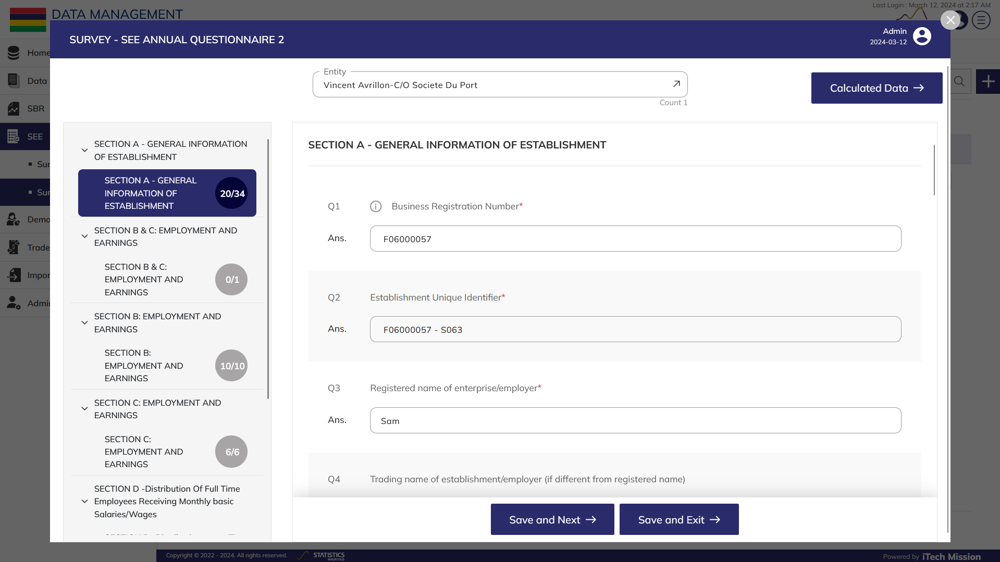 DATA MANAGEMENT
Last Login : March 12, 2024 at 2:17 AM
SURVEY - SEE ANNUAL QUESTIONNAIRE 2
Admin
2024-03-12
Home
Data
SBR
SEE
Entity
Vincent Avrillon-C/O Societe Du Port
Count 1
Calculated Data
SECTION A - GENERAL INFORMATION
OF ESTABLISHMENT
SECTION A - GENERAL
INFORMATION OF
ESTABLISHMENT
20/34
SECTION B & C: EMPLOYMENT AND
EARNINGS
SECTION B & C:
EMPLOYMENT AND
EARNINGS
0/1
SECTION B: EMPLOYMENT AND
EARNINGS
SECTION B:
EMPLOYMENT AND
EARNINGS
10/10
SECTION C: EMPLOYMENT AND
EARNINGS
SECTION C:
EMPLOYMENT AND
EARNINGS
6/6
SECTION D -Distribution Of Full Time
Employees Receiving Monthly basic
Salaries/Wages
SECTION A - GENERAL INFORMATION OF ESTABLISHMENT
Q1 Business Registration Number*
Ans. F06000057
Q2 Establishment Unique Identifier*
Ans. F06000057 - S063
Q3 Registered name of enterprise/employer*
Ans. Sam
Q4 Trading name of establishment/employer (if different from registered name)
Save and Next
Save and Exit
Trade
Copyright © 2022 - 2024. All rights reserved.
STATISTICS
MAURITIUS
Powered by iTech Mission